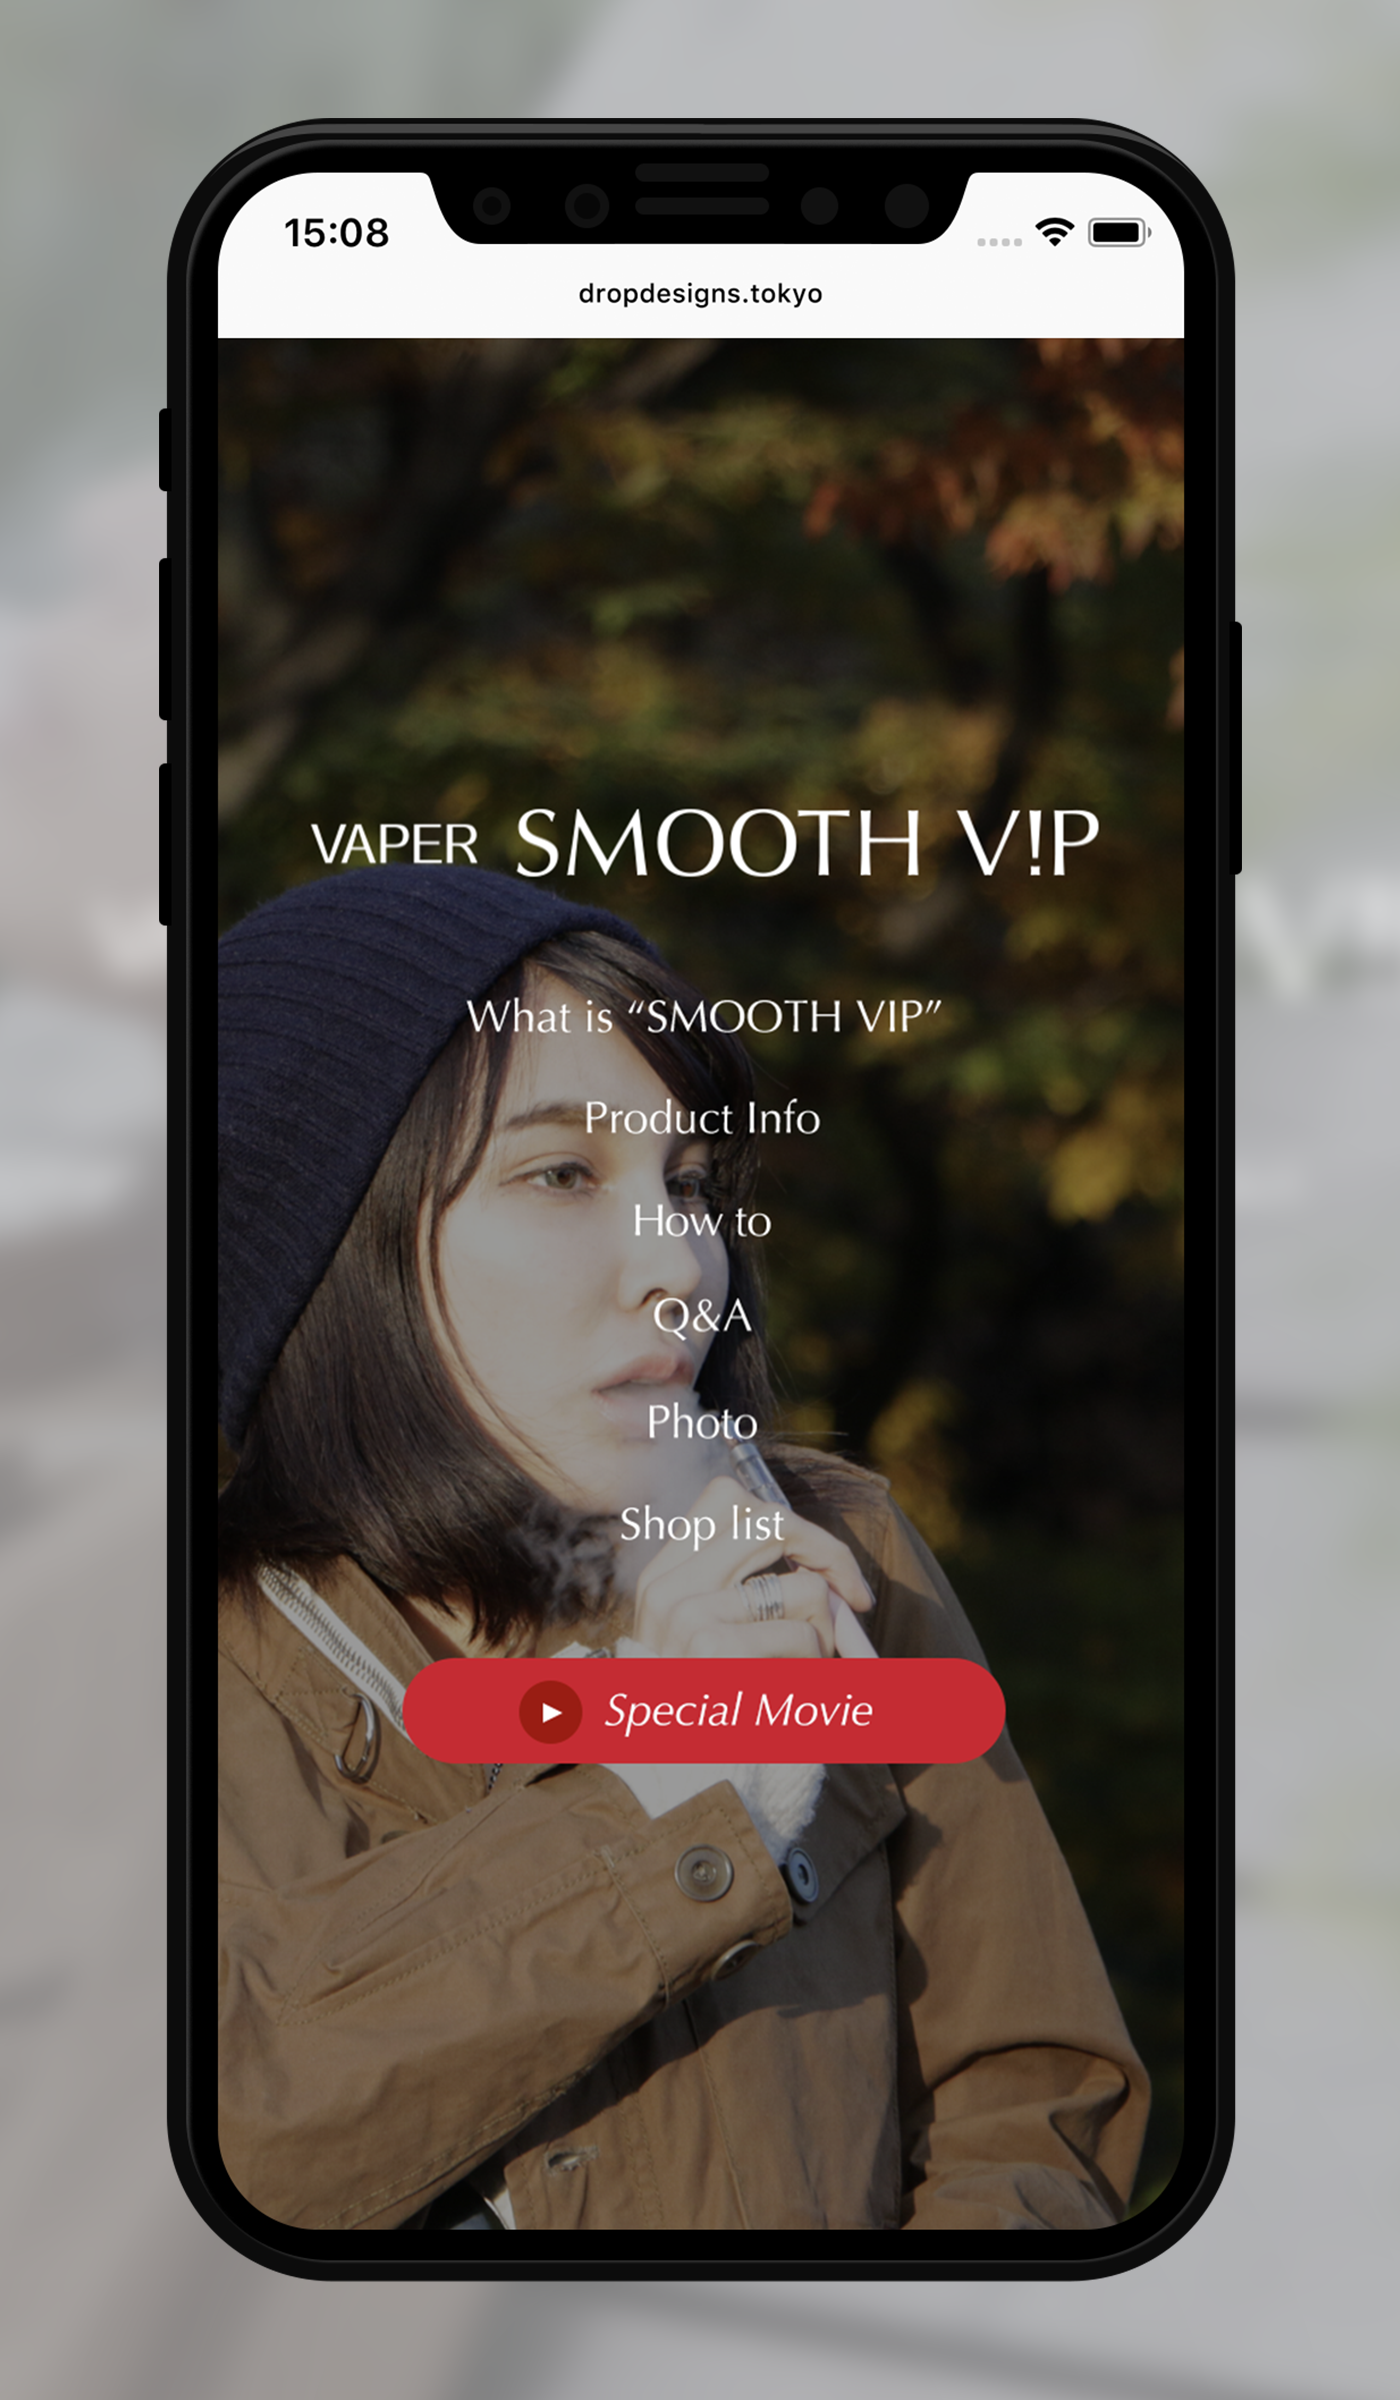 15:08
dropdesigns.tokyo
VAPER SMOOTH V!P
What is “SMOOTH VIP”
Product Info
How to
Q&A
Photo
Shop list
Special Movie